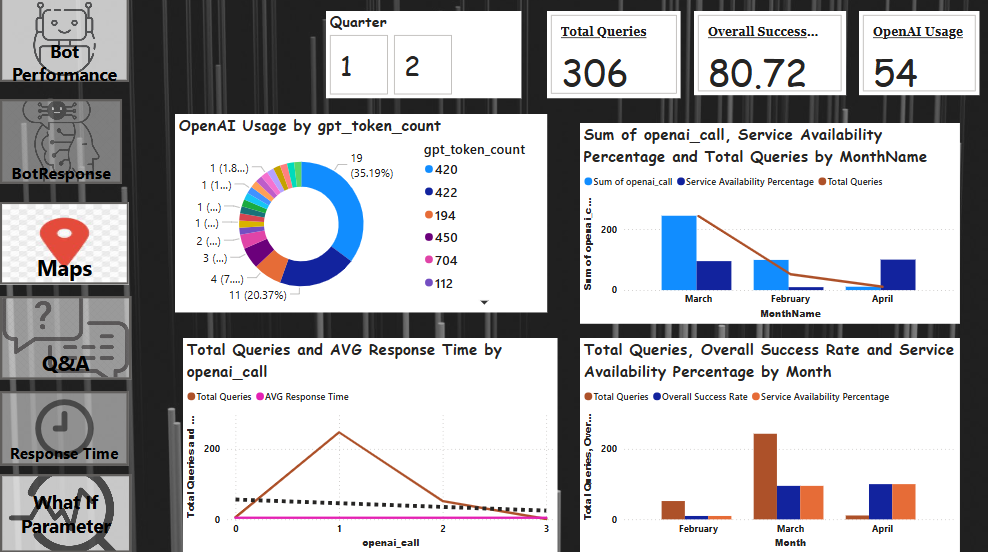 Bot
Performance
BotResponse
Maps
Q&A
Response Time
What If
Parameter
Quarter
1
2
Total Queries
306
Overall Success...
80.72
OpenAI Usage
54
OpenAI Usage by gpt_token_count
19
(35.19%)
1 (1.8...)
1 (1...)
1 (...)
1 (...)
2 (...)
3 (...)
4 (7....)
11 (20.37%)
gpt_token_count
420
422
194
450
704
112
Sum of openai_call, Service Availability
Percentage and Total Queries by MonthName
Sum of openai_call
Service Availability Percentage
Total Queries
Sum of openai_c...
200
0
March
February
April
MonthName
Total Queries and AVG Response Time by
openai_call
Total Queries
AVG Response Time
Total Queries and ...
200
0
0
1
2
3
openai_call
Total Queries, Overall Success Rate and Service
Availability Percentage by Month
Total Queries
Overall Success Rate
Service Availability Percentage
Total Queries, Over...
200
0
February
March
April
Month